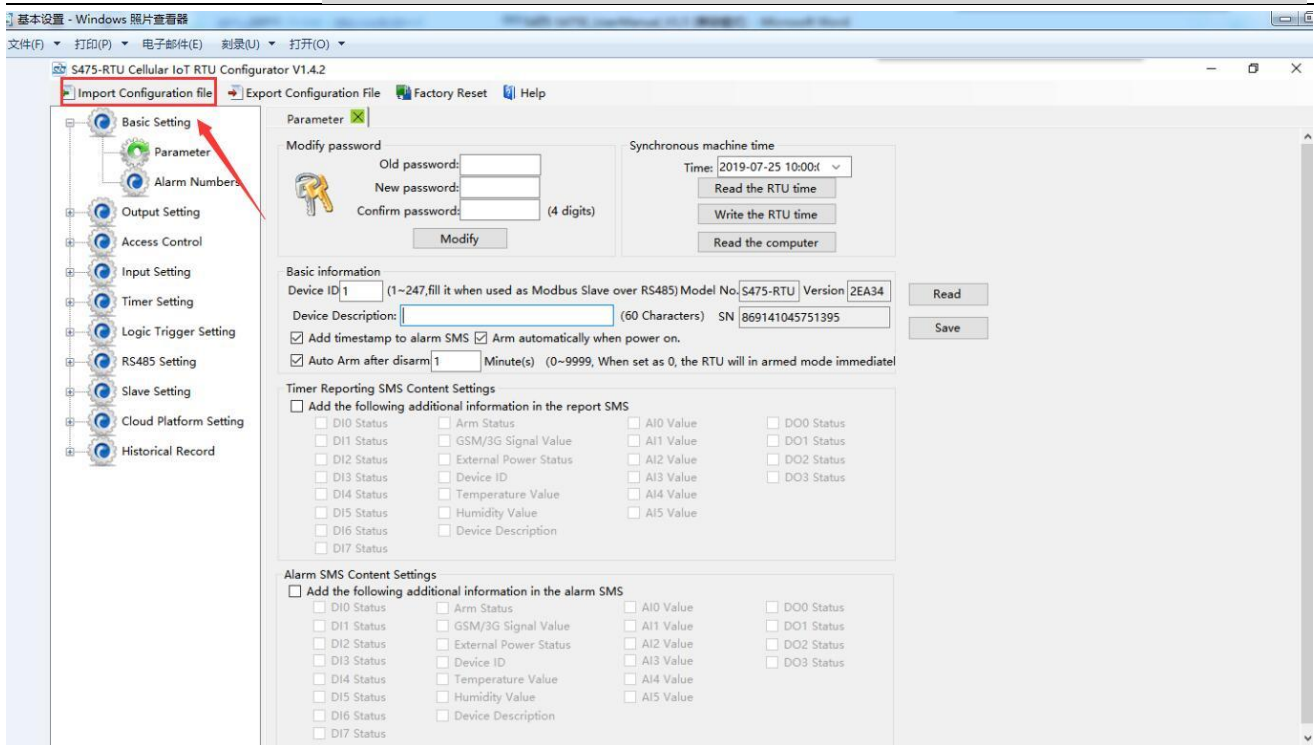 基本设置 - Windows 照片查看器
文件(F) 打印(P) 电子邮件(E) 刻录(U) 打开(O)
S475-RTU Cellular IoT RTU Configurator V1.4.2
Import Configuration file Export Configuration File Factory Reset Help
Basic Setting
Parameter
Alarm Numbers
Output Setting
Access Control
Input Setting
Timer Setting
Logic Trigger Setting
RS485 Setting
Slave Setting
Cloud Platform Setting
Historical Record
Parameter
Modify password
Old password:
New password:
Confirm password: (4 digits)
Modify
Synchronous machine time
Time: 2019-07-25 10:00:(
Read the RTU time
Write the RTU time
Read the computer
Basic information
Device ID 1 (1~247,fill it when used as Modbus Slave over RS485) Model No. S475-RTU Version 2EA34
Device Description: (60 Characters) SN 869141045751395
Add timestamp to alarm SMS Arm automatically when power on.
Auto Arm after disarm 1 Minute(s) (0~9999, When set as 0, the RTU will in armed mode immediatel
Read
Save
Timer Reporting SMS Content Settings
Add the following additional information in the report SMS
DI0 Status Arm Status AI0 Value DO0 Status
DI1 Status GSM/3G Signal Value AI1 Value DO1 Status
DI2 Status External Power Status AI2 Value DO2 Status
DI3 Status Device ID AI3 Value DO3 Status
DI4 Status Temperature Value AI4 Value
DI5 Status Humidity Value AI5 Value
DI6 Status Device Description
DI7 Status
Alarm SMS Content Settings
Add the following additional information in the alarm SMS
DI0 Status Arm Status AI0 Value DO0 Status
DI1 Status GSM/3G Signal Value AI1 Value DO1 Status
DI2 Status External Power Status AI2 Value DO2 Status
DI3 Status Device ID AI3 Value DO3 Status
DI4 Status Temperature Value AI4 Value
DI5 Status Humidity Value AI5 Value
DI6 Status Device Description
DI7 Status